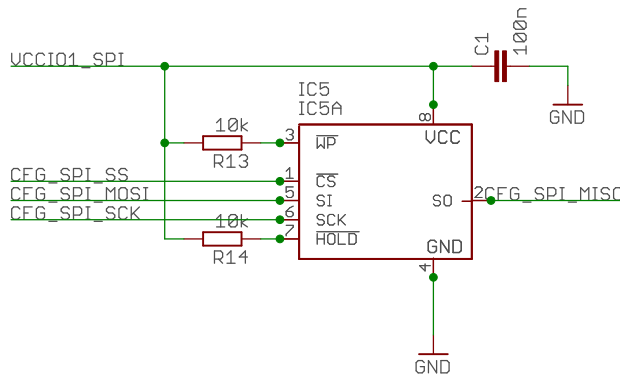 VCCIO1_SPI
C1
100n
GND
IC5
IC5A
10k
R13
3
WP
8
VCC
CFG_SPI_SS
1
CS
CFG_SPI_MOSI
5
SI
SO
2
CFG_SPI_MISO
CFG_SPI_SCK
6
SCK
10k
R14
7
HOLD
GND
4
GND